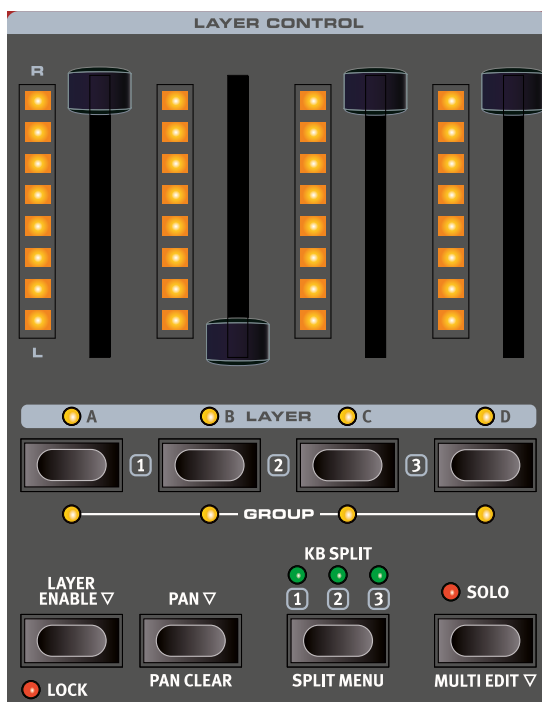 LAYER CONTROL
R
L
A B LAYER C D
1 2 3
GROUP
KB SPLIT
1 2 3
LAYER
ENABLE ▽
PAN ▽
SOLO
LOCK
PAN CLEAR
SPLIT MENU
MULTI EDIT ▽